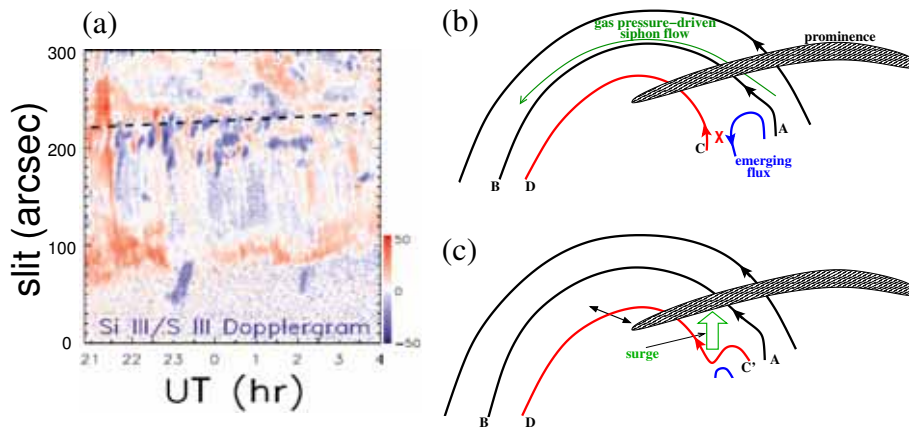 (a)
300
200
100
0
slit (arcsec)
50
0
−50
Si III/S III Dopplergram
21 22 23 0 1 2 3 4
UT (hr)
(b)
gas pressure−driven
siphon flow
prominence
A
C X
emerging
flux
B D
(c)
surge
A
C'
B D